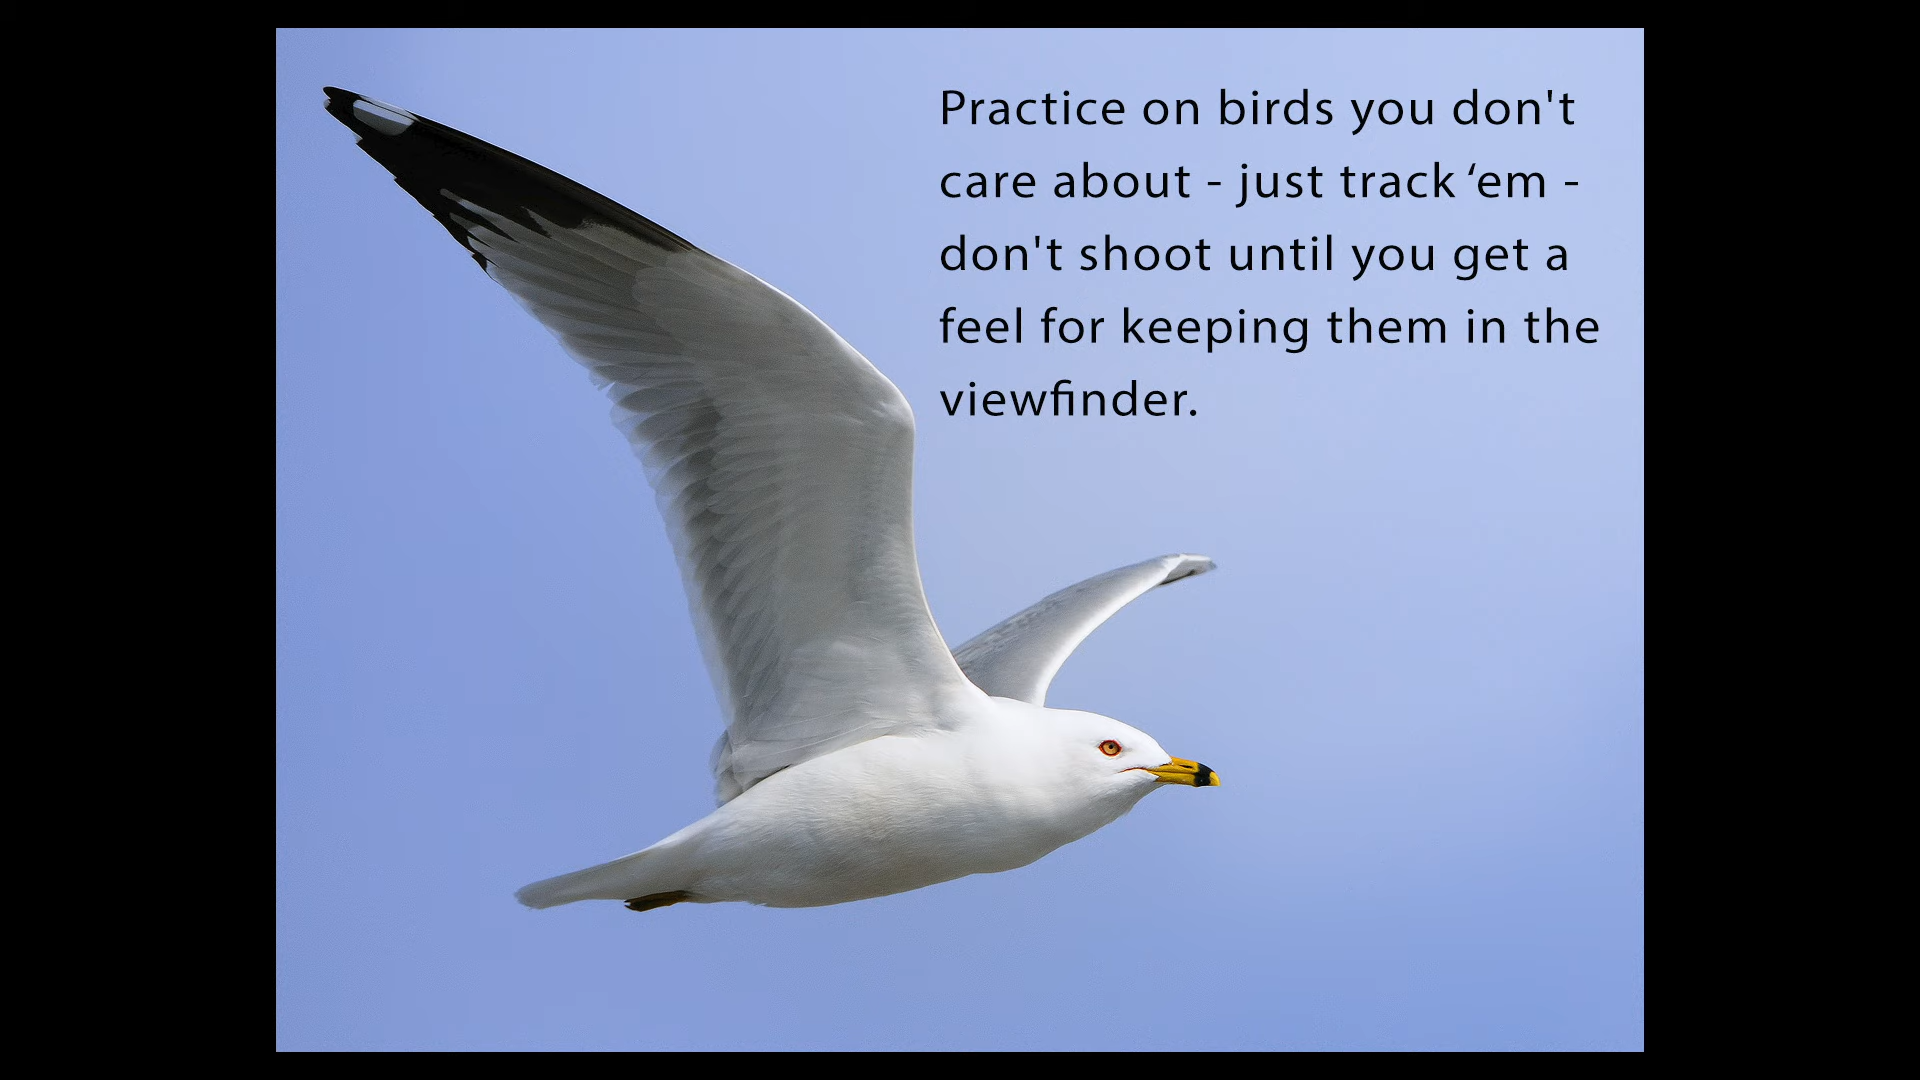 Practice on birds you don't
care about - just track ‘em -
don't shoot until you get a
feel for keeping them in the
viewfinder.